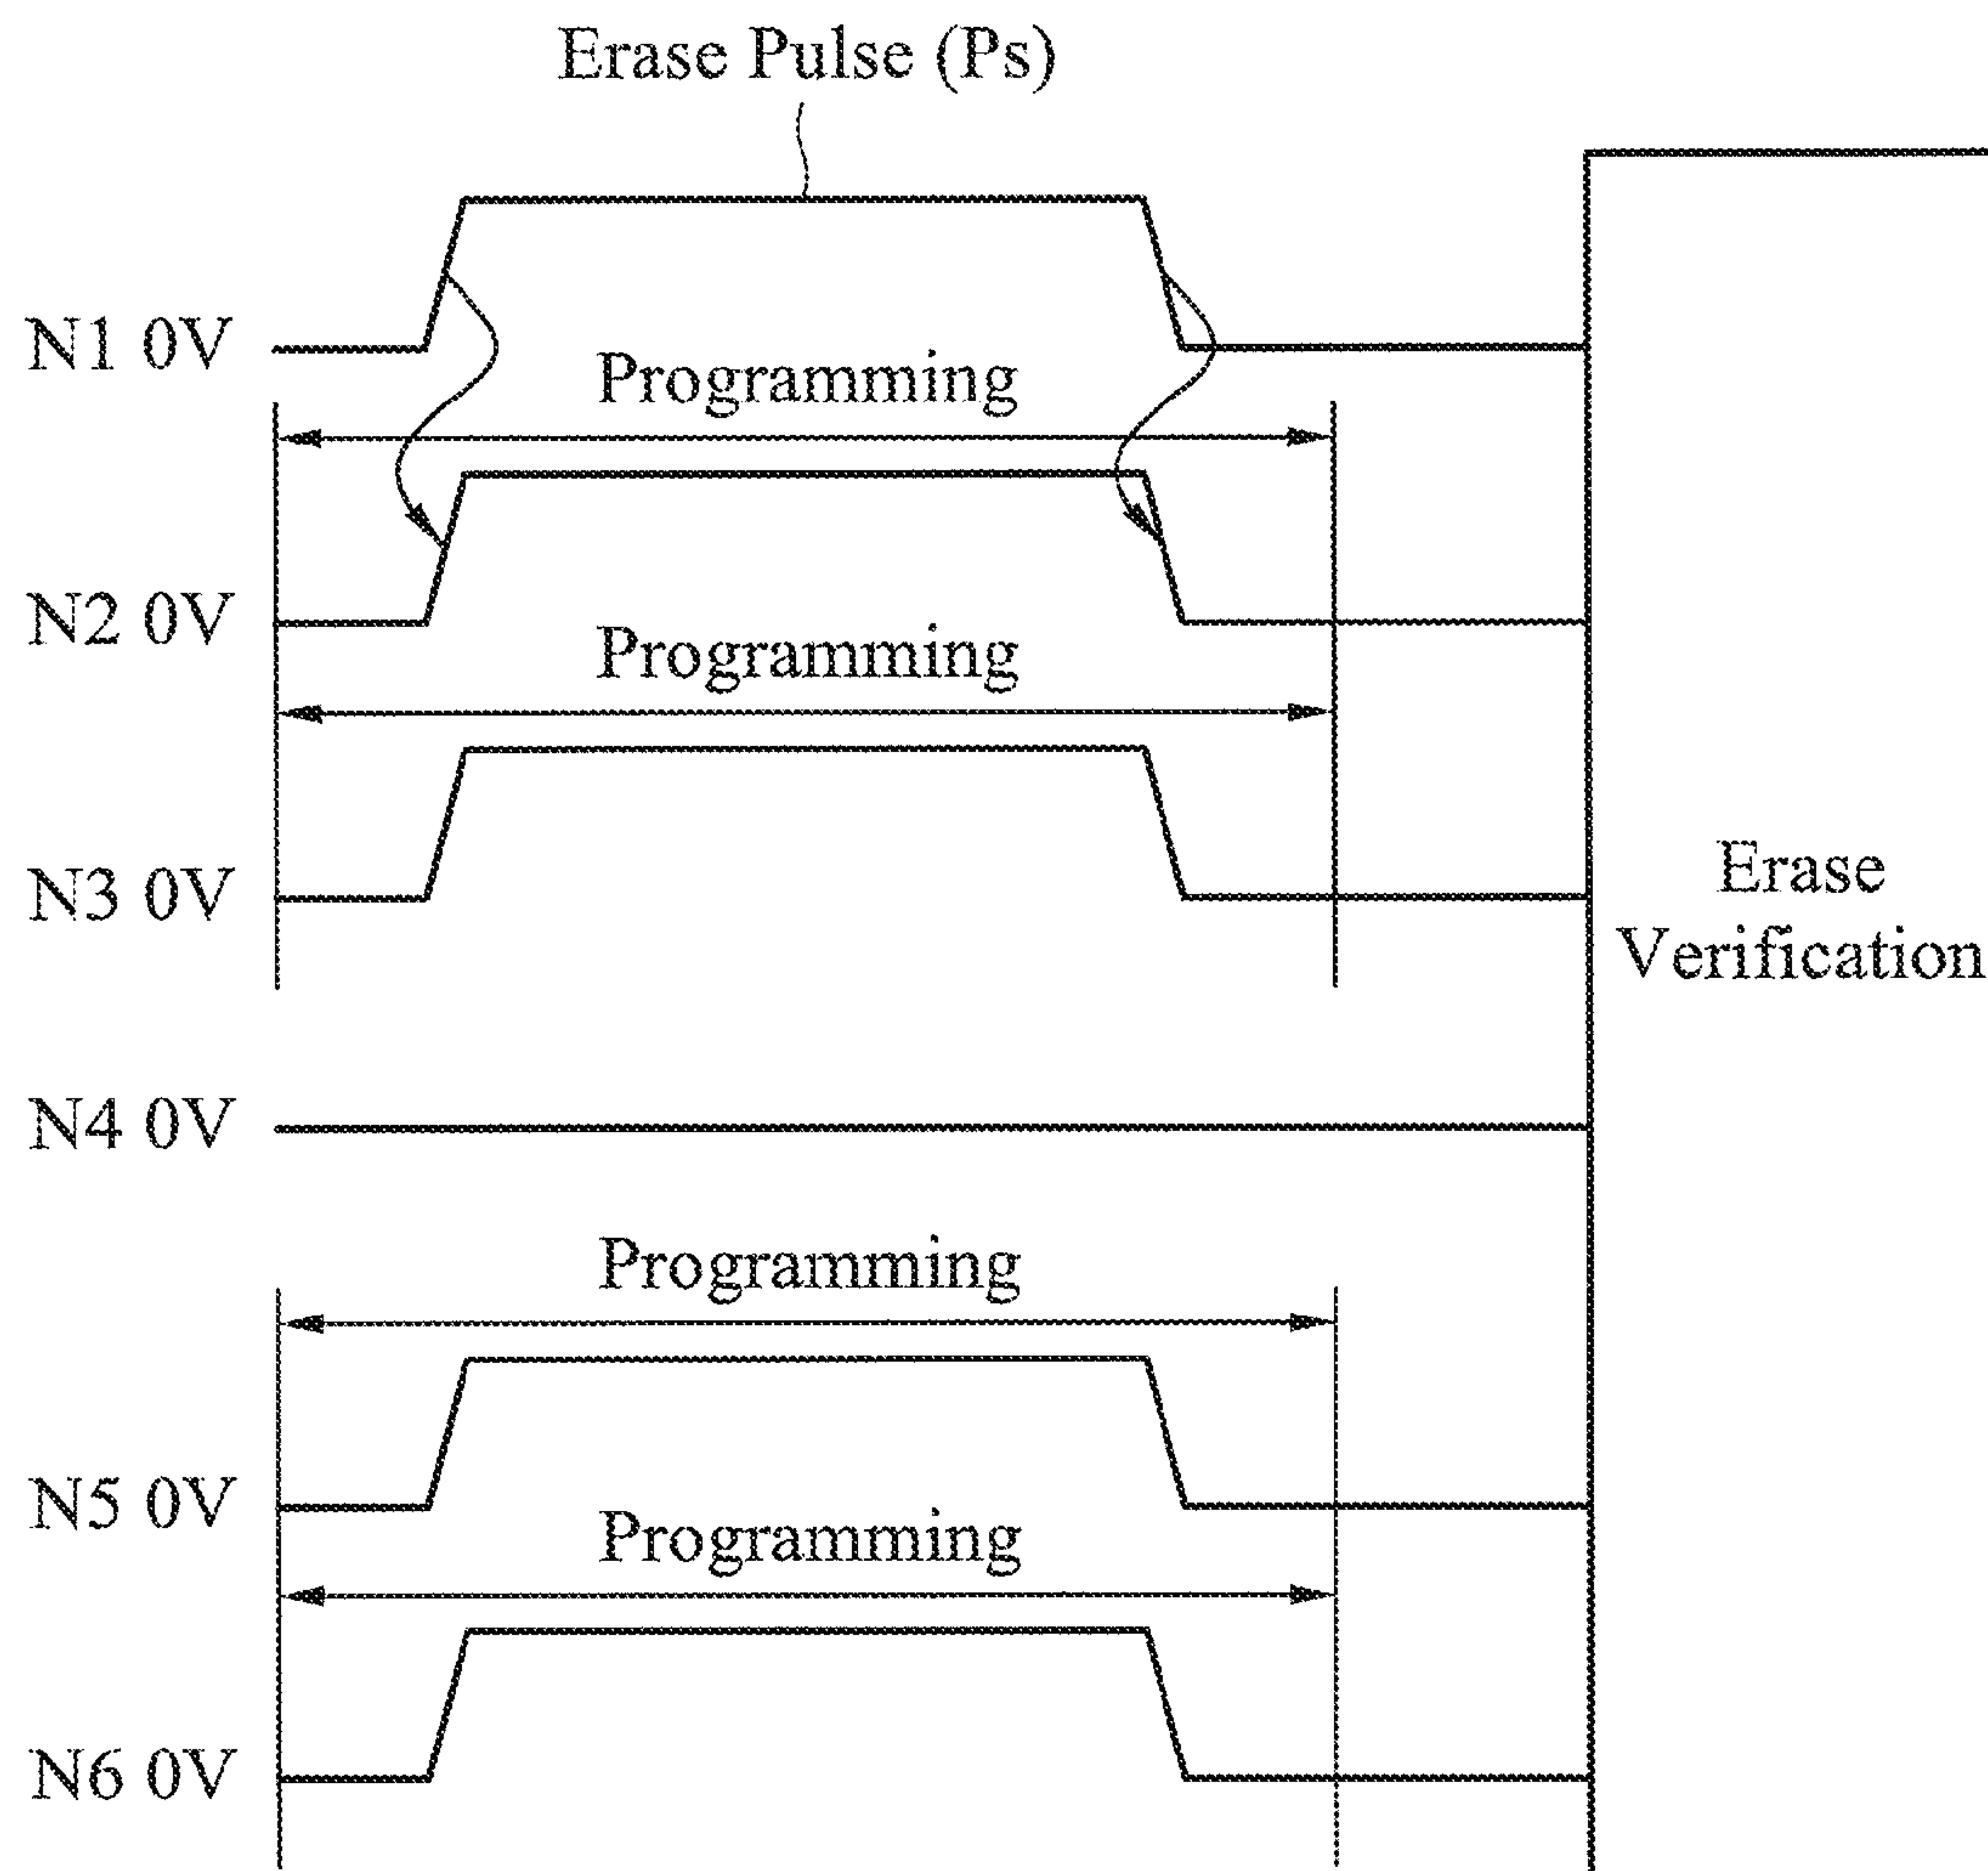 Erase Pulse (Ps)
N1 0V
Programming
N2 0V
Programming
N3 0V
Erase
Verification
N4 0V
Programming
N5 0V
Programming
N6 0V